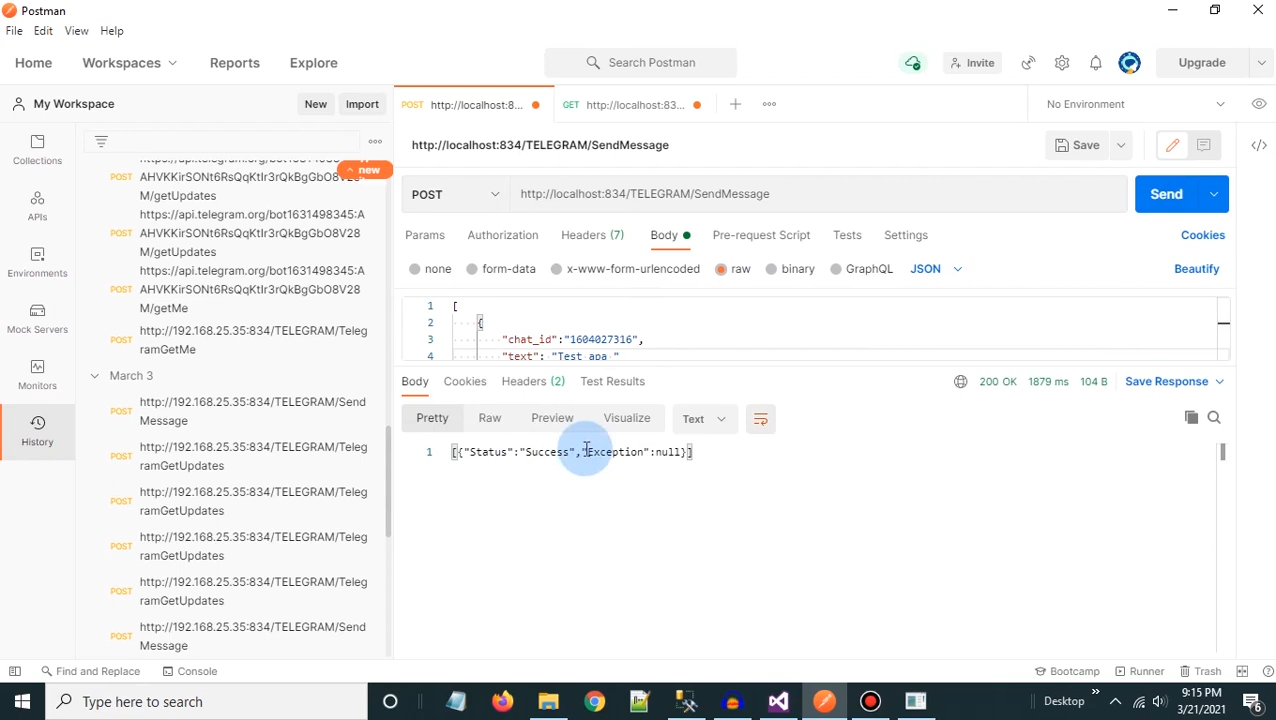 Postman
File Edit View Help
Home Workspaces Reports Explore Search Postman Invite Upgrade
My Workspace New Import
POST http://localhost:8... GET http://localhost:83... No Environment
http://localhost:834/TELEGRAM/SendMessage Save
POST http://localhost:834/TELEGRAM/SendMessage Send
Params Authorization Headers (7) Body Pre-request Script Tests Settings Cookies
none form-data x-www-form-urlencoded raw binary GraphQL JSON Beautify
1 [
2 {
3 "chat_id":"1604027316",
4 "text": "Test apa "
Body Cookies Headers (2) Test Results 200 OK 1879 ms 104 B Save Response
Pretty Raw Preview Visualize Text
1 [{"Status":"Success","Exception":null}]
Collections
APIs
Environments
Mock Servers
Monitors
History
new
POST AHVKKirSONt6RsQqKtIr3rQkBgGbO8V28
M/getUpdates
https://api.telegram.org/bot1631498345:A
POST AHVKKirSONt6RsQqKtIr3rQkBgGbO8V28
M/getUpdates
https://api.telegram.org/bot1631498345:A
POST AHVKKirSONt6RsQqKtIr3rQkBgGbO8V28
M/getMe
POST http://192.168.25.35:834/TELEGRAM/Teleg
ramGetMe
March 3
POST http://192.168.25.35:834/TELEGRAM/Send
Message
POST http://192.168.25.35:834/TELEGRAM/Teleg
ramGetUpdates
POST http://192.168.25.35:834/TELEGRAM/Teleg
ramGetUpdates
POST http://192.168.25.35:834/TELEGRAM/Teleg
ramGetUpdates
POST http://192.168.25.35:834/TELEGRAM/Teleg
ramGetUpdates
POST http://192.168.25.35:834/TELEGRAM/Send
Message
Find and Replace Console Bootcamp Runner Trash
Type here to search Desktop 9:15 PM
3/21/2021 6